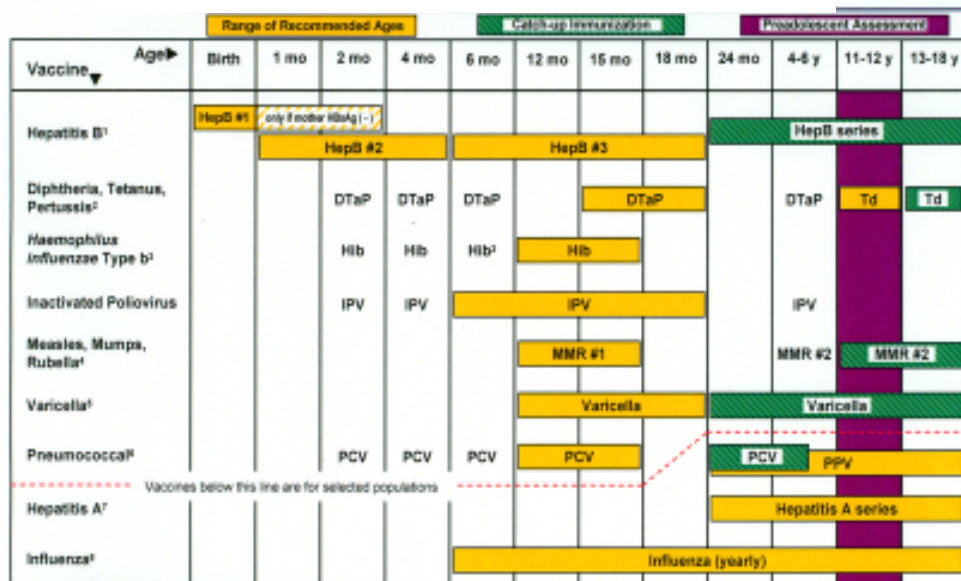 Range of Recommended Ages Catch-up Immunization Preadolescent Assessment
Age▶ Birth 1 mo 2 mo 4 mo 6 mo 12 mo 15 mo 18 mo 24 mo 4-6 y 11-12 y 13-18 y
Vaccine▼
HepB #1 only if mother HBsAg (–)
Hepatitis B¹ HepB series
HepB #2 HepB #3
Diphtheria, Tetanus,
Pertussis² DTaP DTaP DTaP DTaP DTaP Td Td
Haemophilus
Influenzae Type b³ Hib Hib Hib³ Hib
Inactivated Poliovirus IPV IPV IPV IPV
Measles, Mumps,
Rubella⁴ MMR #1 MMR #2 MMR #2
Varicella⁵ Varicella Varicella
Pneumococcal⁶ PCV PCV PCV PCV PCV PPV
Vaccines below this line are for selected populations
Hepatitis A⁷ Hepatitis A series
Influenza⁸ Influenza (yearly)